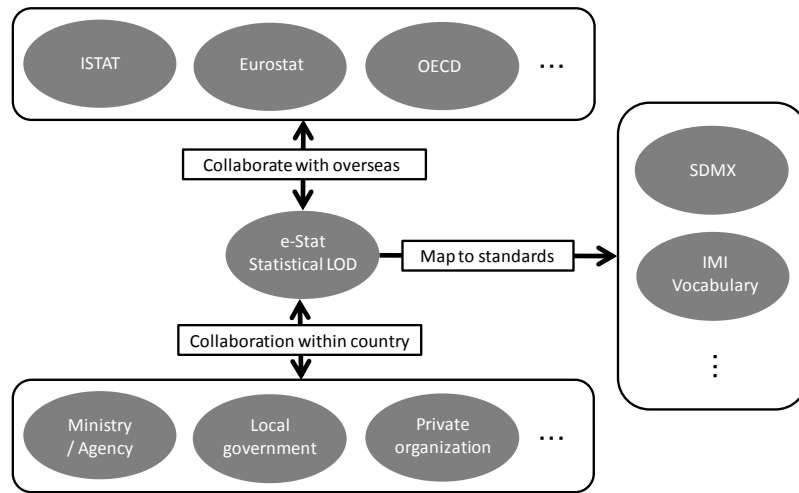 ISTAT
Eurostat
OECD
...
Collaborate with overseas
SDMX
e-Stat
Statistical LOD
Map to standards
IMI
Vocabulary
Collaboration within country
...
Ministry
/ Agency
Local
government
Private
organization
...